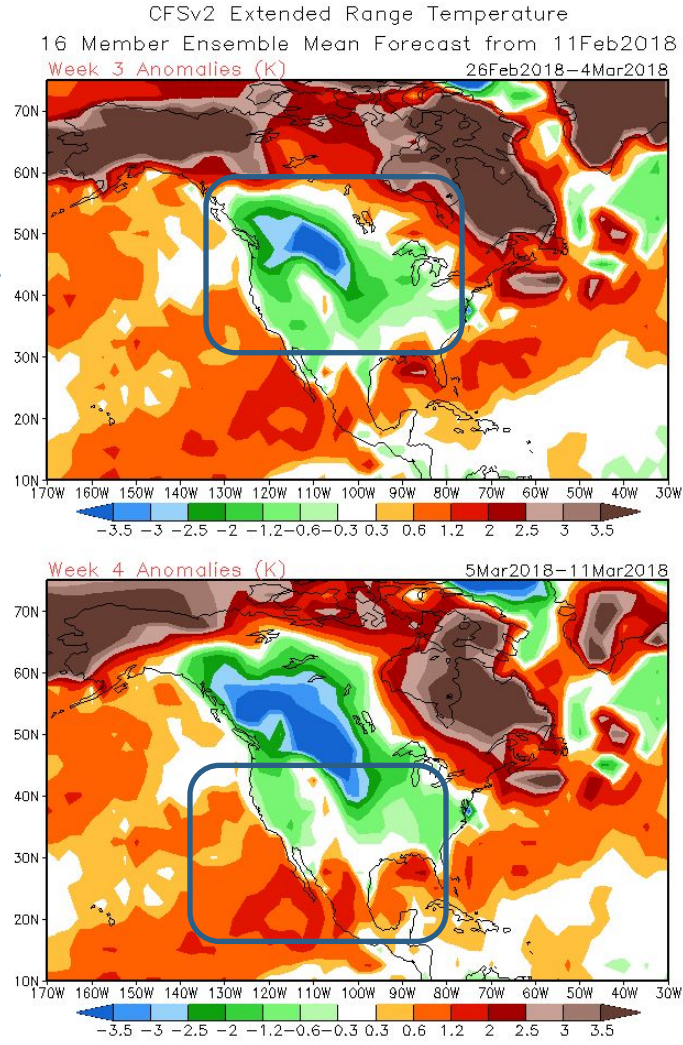 CFSv2 Extended Range Temperature
16 Member Ensemble Mean Forecast from 11Feb2018
Week 3 Anomalies (K) 26Feb2018-4Mar2018
70N
60N
50N
40N
30N
20N
10N
170W 160W 150W 140W 130W 120W 110W 100W 90W 80W 70W 60W 50W 40W 30W
-3.5 -3 -2.5 -2 -1.2 -0.6 -0.3 0.3 0.6 1.2 2 2.5 3 3.5
Week 4 Anomalies (K) 5Mar2018-11Mar2018
70N
60N
50N
40N
30N
20N
10N
170W 160W 150W 140W 130W 120W 110W 100W 90W 80W 70W 60W 50W 40W 30W
-3.5 -3 -2.5 -2 -1.2 -0.6 -0.3 0.3 0.6 1.2 2 2.5 3 3.5